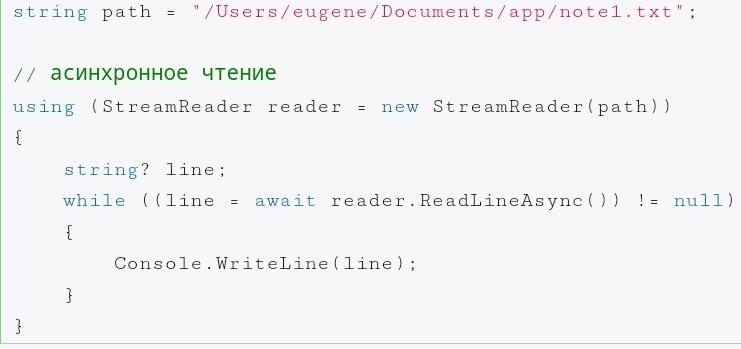 string path = "/Users/eugene/Documents/app/note1.txt";
// асинхронное чтение
using (StreamReader reader = new StreamReader(path))
{
string? line;
while ((line = await reader.ReadLineAsync()) != null)
{
Console.WriteLine(line);
}
}